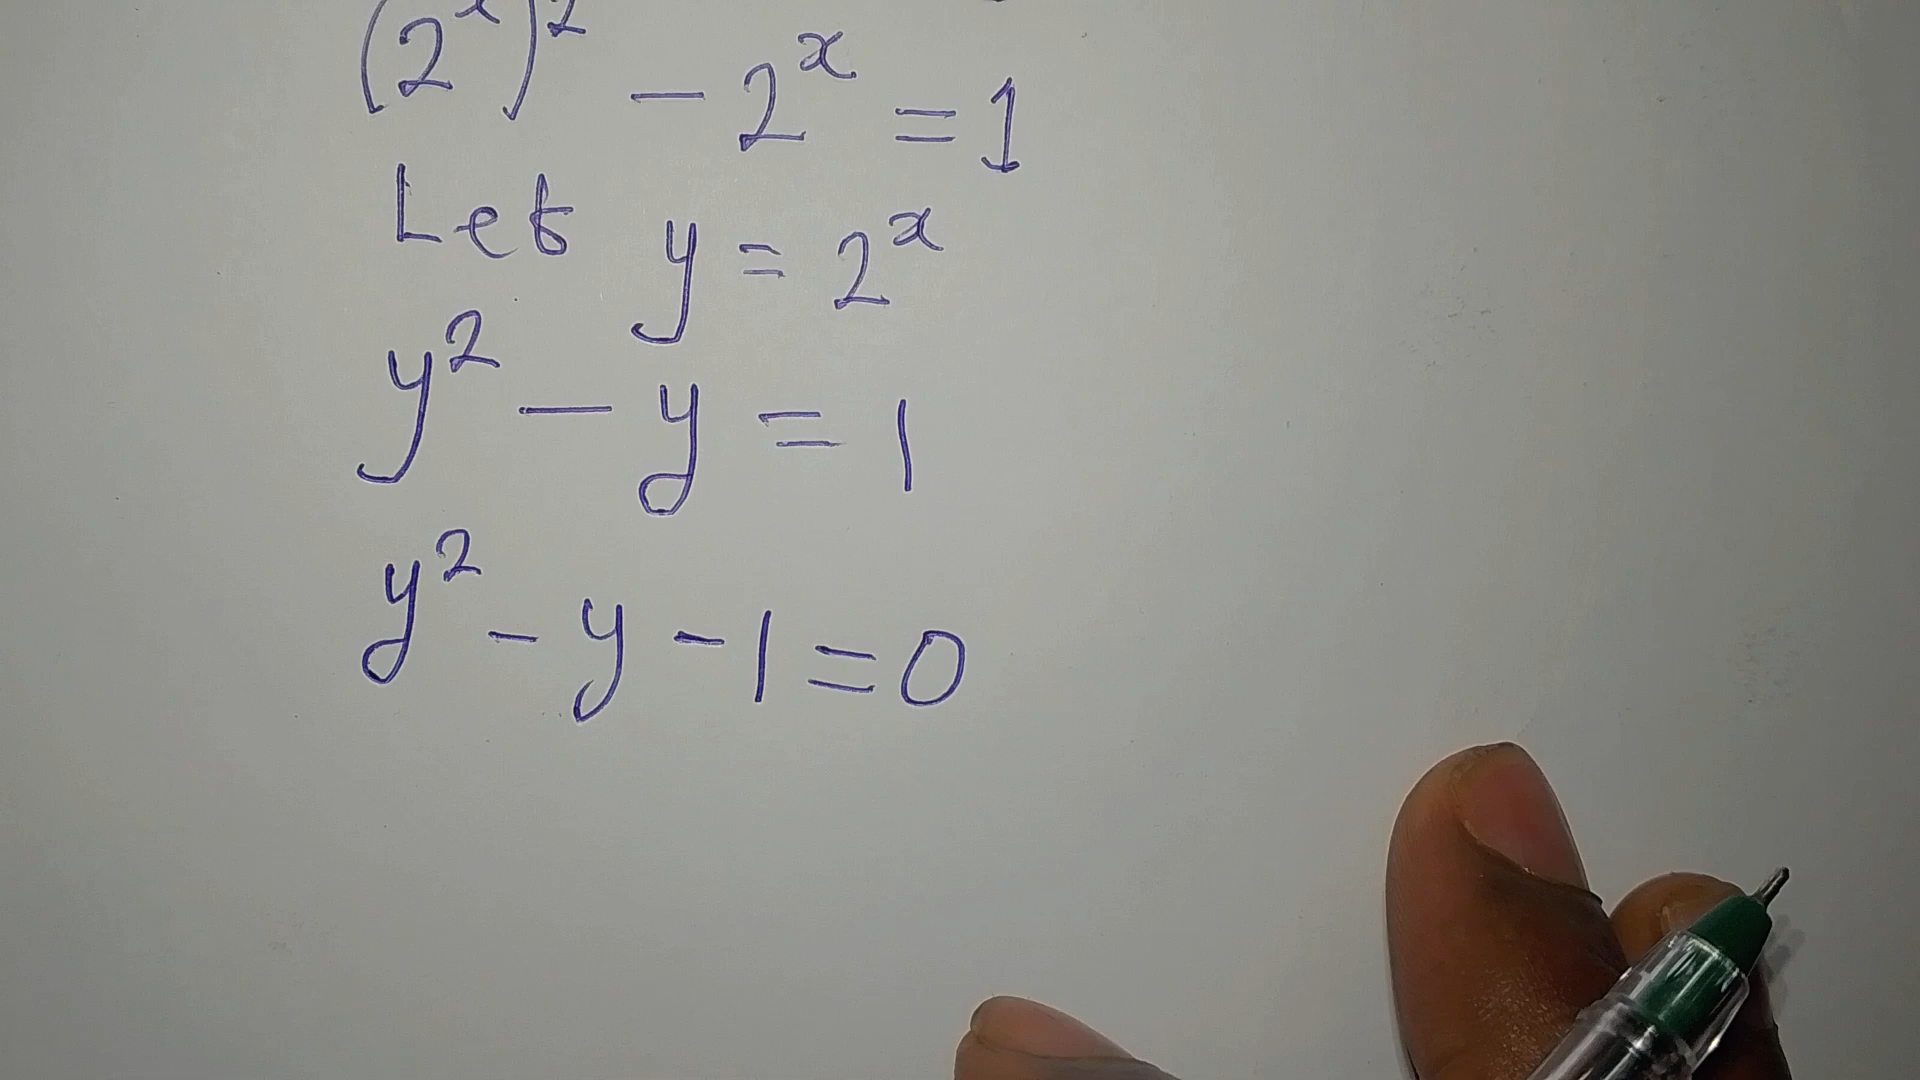 (2^x)^2 - 2^x = 1
Let y = 2^x
y^2 - y = 1
y^2 - y - 1 = 0